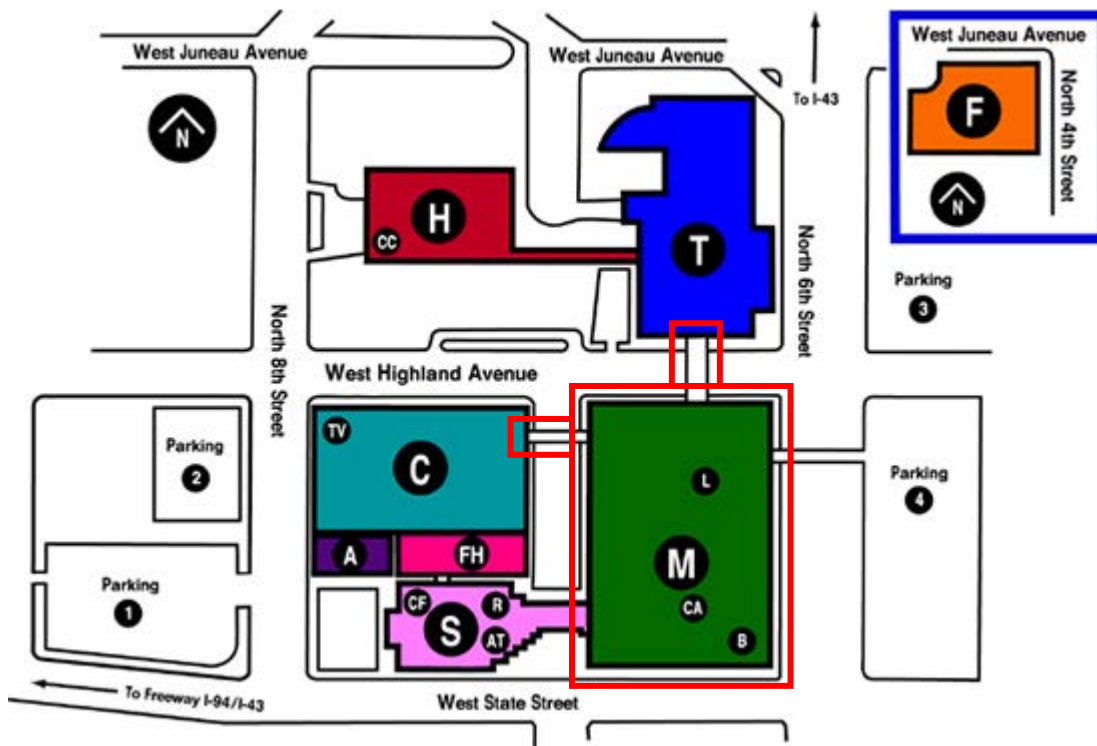 West Juneau Avenue
West Juneau Avenue
To I-43
N
West Juneau Avenue
F
North 4th Street
N
H
CC
T
North 6th Street
Parking
3
North 8th Street
West Highland Avenue
TV
C
Parking
2
L
Parking
4
A
FH
M
Parking
1
CF
R
S
AT
CA
B
To Freeway I-94/I-43
West State Street